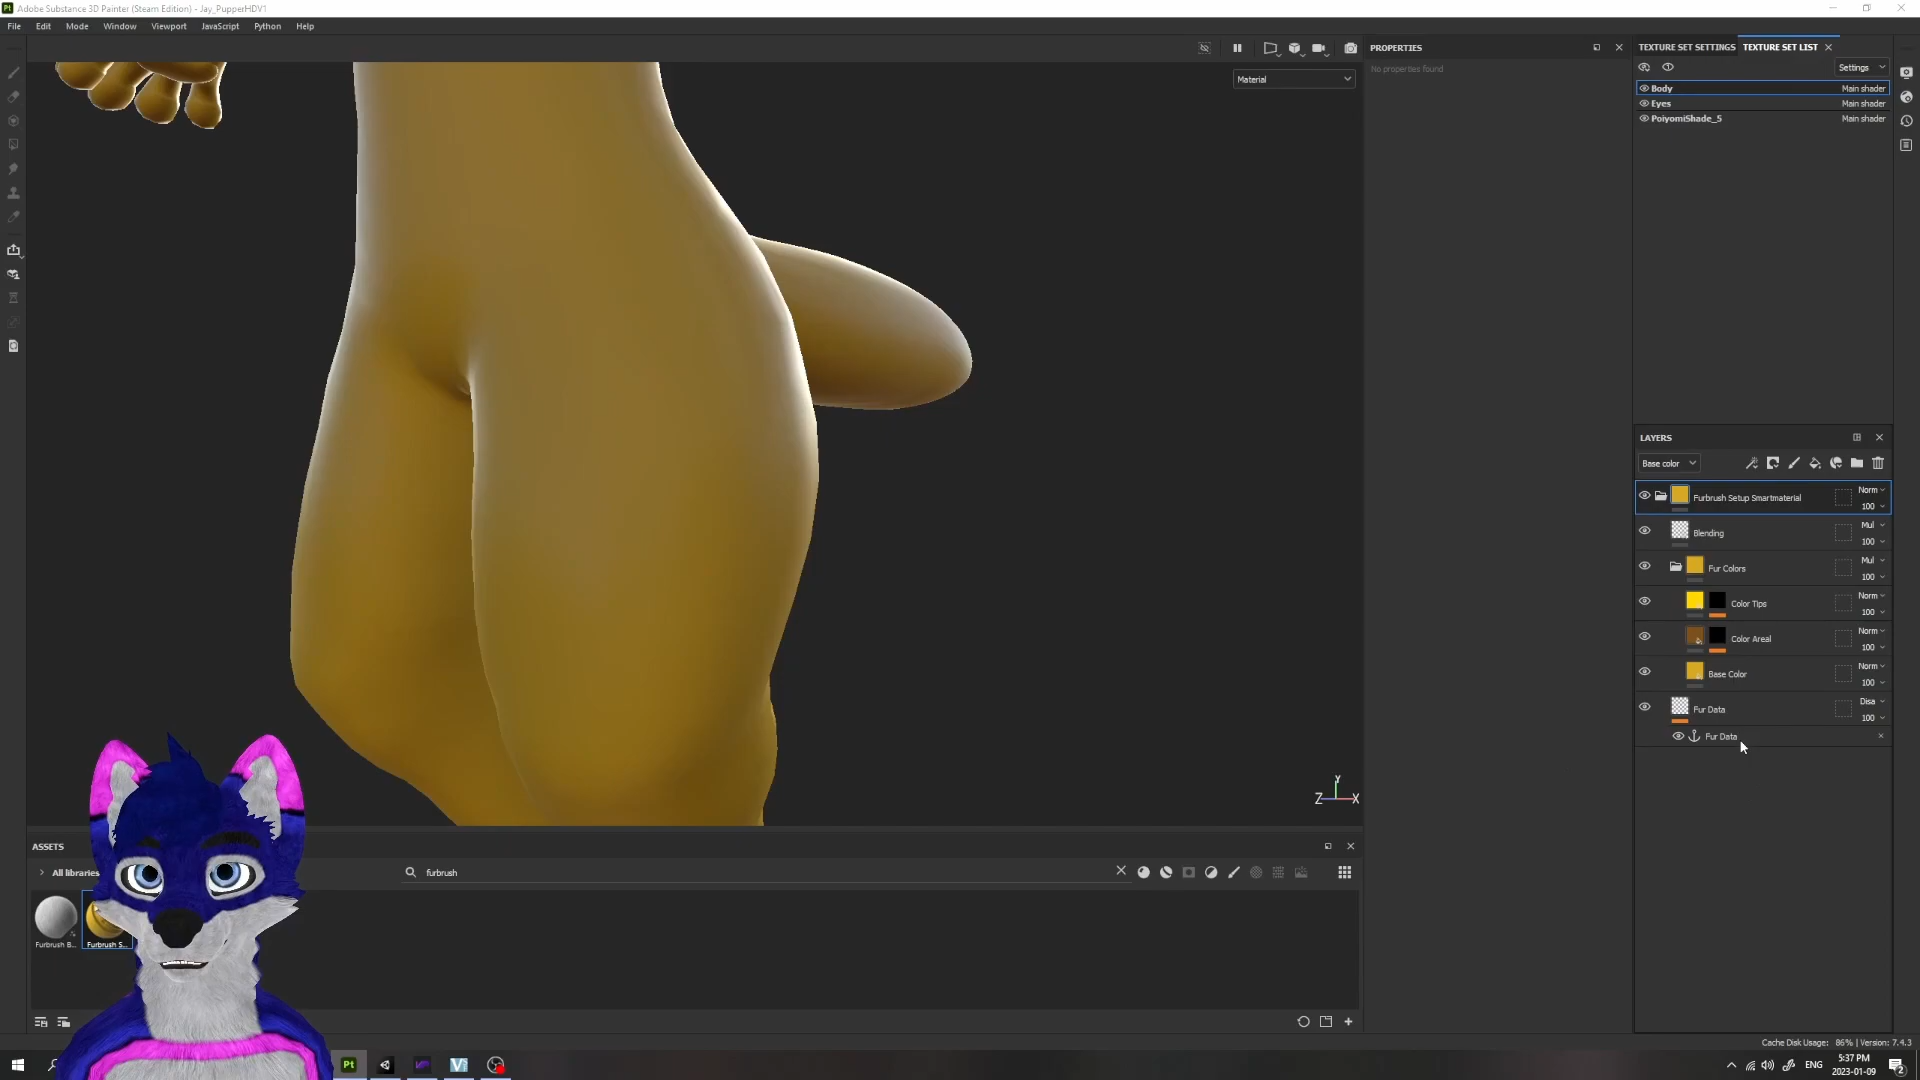 Adobe Substance 3D Painter (Steam Edition) - Jay_PupperHDV1
File Edit Mode Window Viewport JavaScript Python Help
Material
PROPERTIES
No properties found
TEXTURE SET SETTINGS TEXTURE SET LIST
Settings
Body Main shader
Eyes Main shader
PoiyomiShade_5 Main shader
LAYERS
Base color
Furbrush Setup Smartmaterial Norm 100
Blending Mul 100
Fur Colors Mul 100
Color Tips Norm 100
Color Areal Norm 100
Base Color Norm 100
Fur Data Disa 100
Fur Data
Y
Z X
ASSETS
All libraries
furbrush
Furbrush B... Furbrush S...
Cache Disk Usage: 86% | Version: 7.4.3
Pt
ENG
5:37 PM
2023-01-09
2